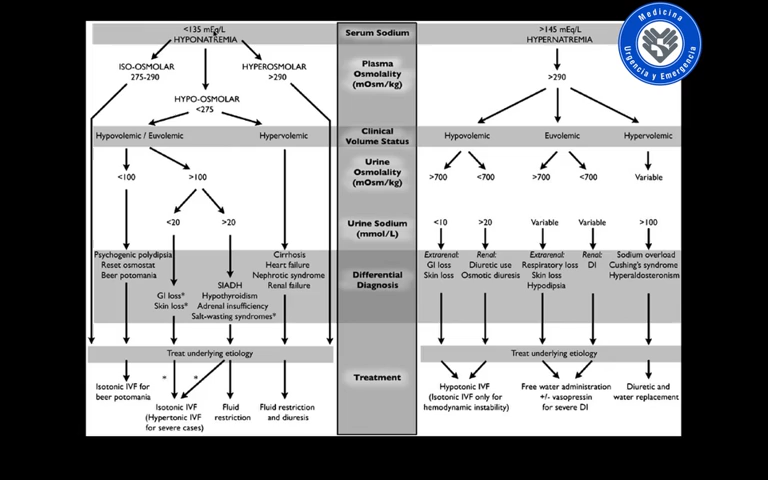 <135 mEq/L
HYPONATREMIA
Serum Sodium
>145 mEq/L
HYPERNATREMIA
Medicina
Urgencia y Emergencia
ISO-OSMOLAR
275-290
HYPEROSMOLAR
>290
HYPO-OSMOLAR
<275
Plasma
Osmolality
(mOsm/kg)
>290
Hypovolemic / Euvolemic
Hypervolemic
Clinical
Volume Status
Hypovolemic
Euvolemic
Hypervolemic
<100
>100
Urine
Osmolality
(mOsm/kg)
>700
<700
>700
<700
Variable
<20
>20
Urine Sodium
(mmol/L)
<10
>20
Variable
Variable
>100
Psychogenic polydipsia
Reset osmostat
Beer potomania
GI loss*
Skin loss*
SIADH
Hypothyroidism
Adrenal insufficiency
Salt-wasting syndromes*
Cirrhosis
Heart failure
Nephrotic syndrome
Renal failure
Differential
Diagnosis
Extrarenal:
GI loss
Skin loss
Renal:
Diuretic use
Osmotic diuresis
Extrarenal:
Respiratory loss
Skin loss
Hypodipsia
Renal:
DI
Sodium overload
Cushing's syndrome
Hyperaldosteronism
Treat underlying etiology
Treat underlying etiology
Treatment
*
*
Isotonic IVF for
beer potomania
Isotonic IVF
(Hypertonic IVF
for severe cases)
Fluid
restriction
Fluid restriction
and diuresis
Hypotonic IVF
(Isotonic IVF only for
hemodynamic instability)
Free water administration
+/- vasopressin
for severe DI
Diuretic and
water replacement